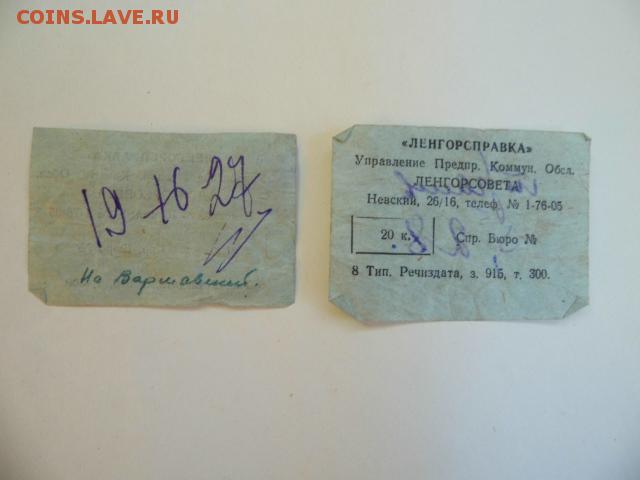 COINS.LAVE.RU
19 76 27
На Варшавский.
«ЛЕНГОРСПРАВКА»
Управление Предпр. Коммун. Обсл.
ЛЕНГОРСОВЕТА
Невский, 26/16, телеф. № 1-76-05
20 к.
Спр. Бюро №
8 Тип. Речиздата, з. 915, т. 300.